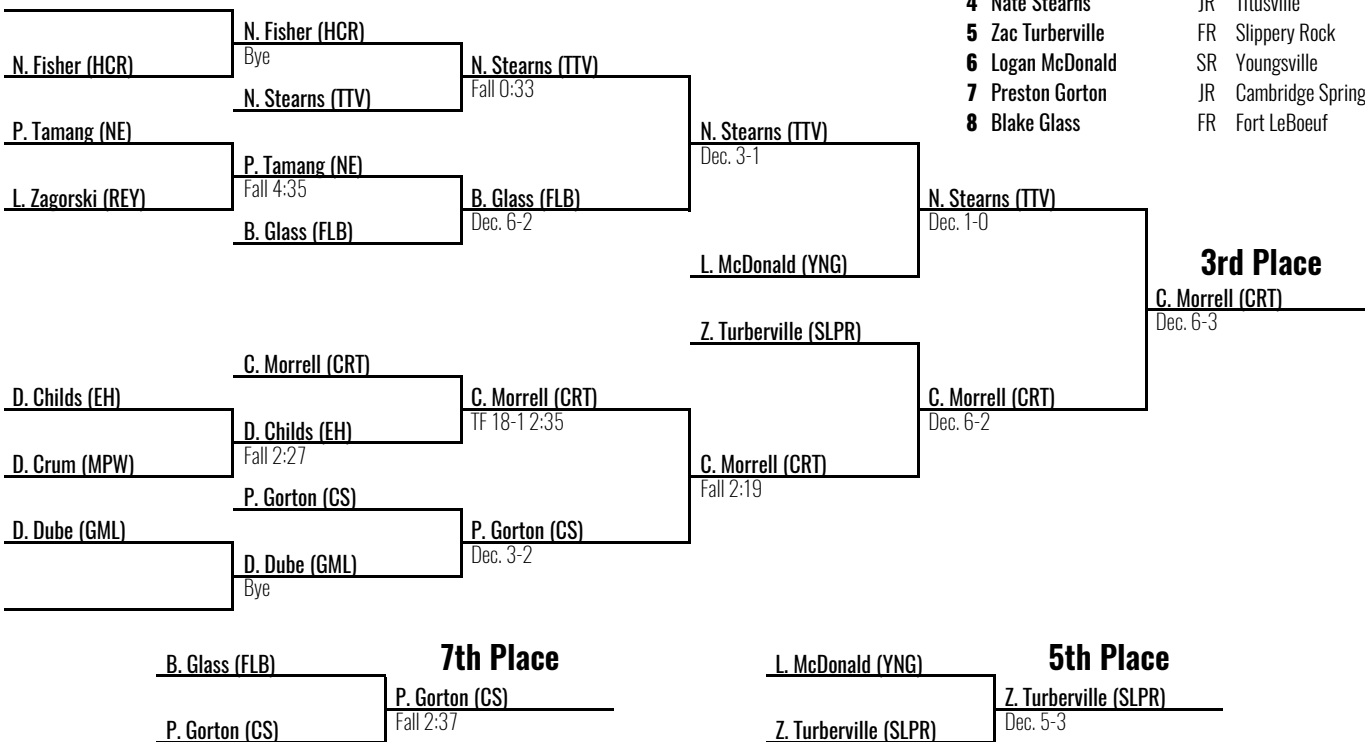 4 Nate Stearns JR Titusville
5 Zac Turberville FR Slippery Rock
6 Logan McDonald SR Youngsville
7 Preston Gorton JR Cambridge Spring
8 Blake Glass FR Fort LeBoeuf
N. Fisher (HCR)
Bye
N. Fisher (HCR)
N. Stearns (TTV)
Fall 0:33
N. Stearns (TTV)
P. Tamang (NE)
N. Stearns (TTV)
Dec. 3-1
P. Tamang (NE)
Fall 4:35
L. Zagorski (REY)
B. Glass (FLB)
Dec. 6-2
N. Stearns (TTV)
Dec. 1-0
B. Glass (FLB)
L. McDonald (YNG)
3rd Place
C. Morrell (CRT)
Dec. 6-3
Z. Turberville (SLPR)
C. Morrell (CRT)
D. Childs (EH)
C. Morrell (CRT)
TF 18-1 2:35
C. Morrell (CRT)
Dec. 6-2
D. Childs (EH)
Fall 2:27
D. Crum (MPW)
C. Morrell (CRT)
Fall 2:19
P. Gorton (CS)
D. Dube (GML)
P. Gorton (CS)
Dec. 3-2
D. Dube (GML)
Bye
7th Place
B. Glass (FLB)
P. Gorton (CS)
Fall 2:37
P. Gorton (CS)
5th Place
L. McDonald (YNG)
Z. Turberville (SLPR)
Dec. 5-3
Z. Turberville (SLPR)